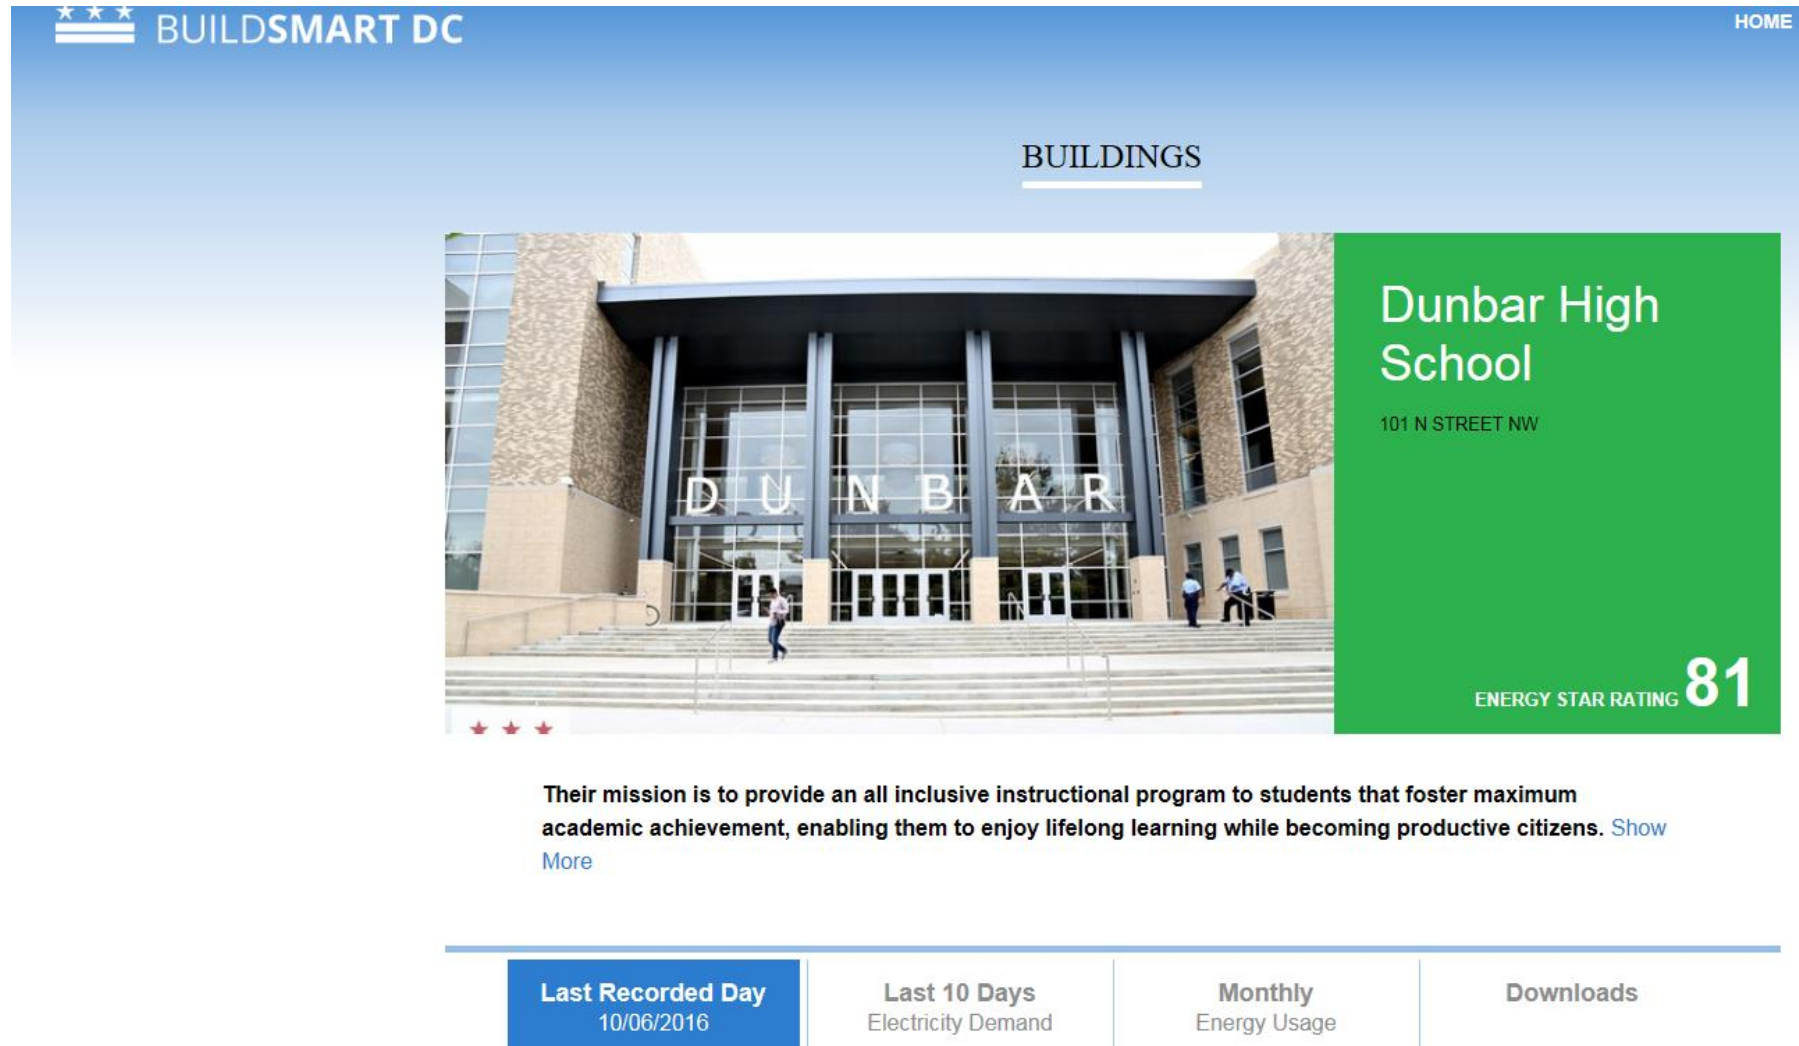 BUILDSMART DC
HOME
BUILDINGS
DUNBAR
Dunbar High
School
101 N STREET NW
ENERGY STAR RATING 81
Their mission is to provide an all inclusive instructional program to students that foster maximum
academic achievement, enabling them to enjoy lifelong learning while becoming productive citizens. Show
More
Last Recorded Day
10/06/2016
Last 10 Days
Electricity Demand
Monthly
Energy Usage
Downloads